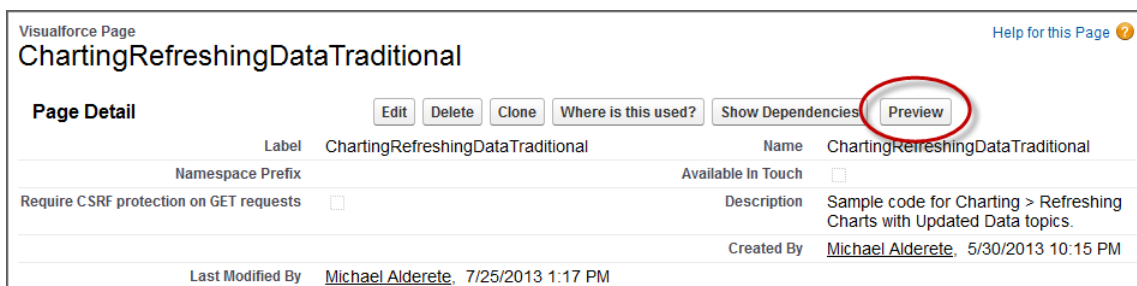 Visualforce Page
Help for this Page ?
ChartingRefreshingDataTraditional
Page Detail
Edit Delete Clone Where is this used? Show Dependencies Preview
Label ChartingRefreshingDataTraditional Name ChartingRefreshingDataTraditional
Namespace Prefix Available In Touch
Require CSRF protection on GET requests Description Sample code for Charting > Refreshing
Charts with Updated Data topics.
Created By Michael Alderete, 5/30/2013 10:15 PM
Last Modified By Michael Alderete, 7/25/2013 1:17 PM